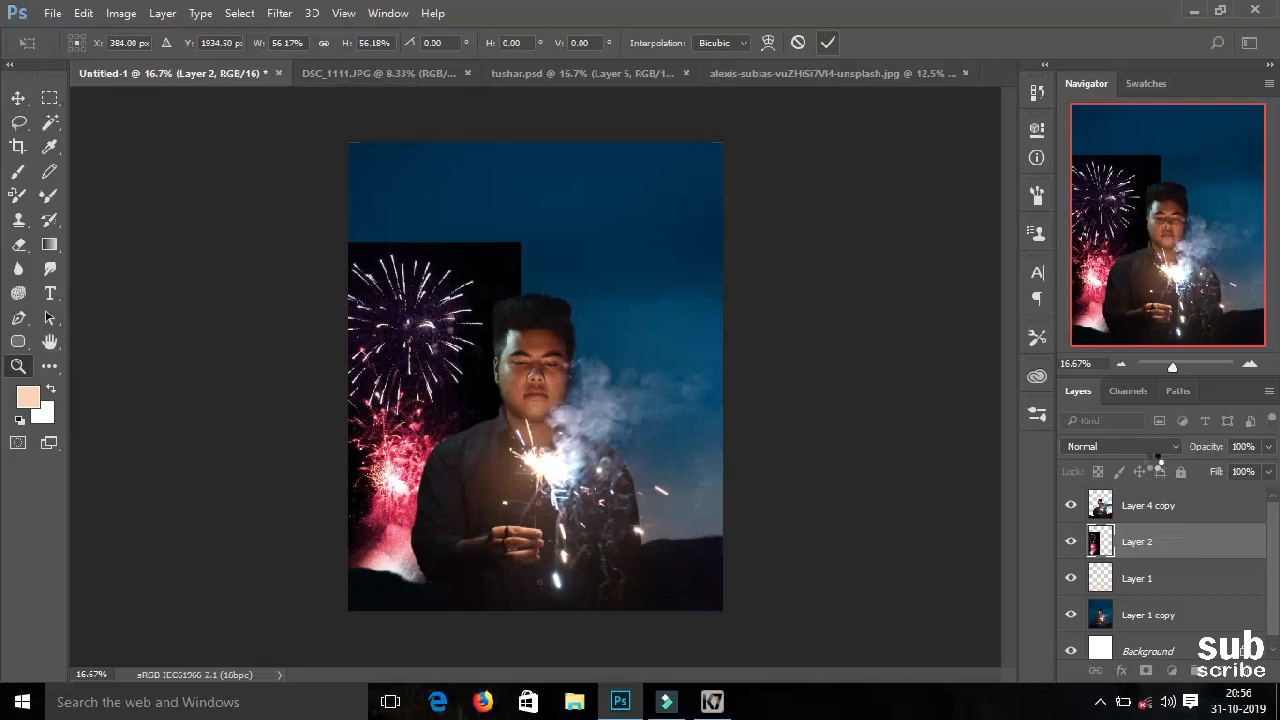 Ps File Edit Image Layer Type Select Filter 3D View Window Help
X: 384.00 px Y: 1934.50 px W: 56.17% H: 56.18% 0.00 ° H: 0.00 ° V: 0.00 ° Interpolation: Bicubic
Untitled-1 @ 16.7% (Layer 2, RGB/16) * × DSC_1111.JPG @ 8.33% (RGB/... × tushar.psd @ 16.7% (Layer 5, RGB/1... × alexis-subias-vuZHiSi7VI4-unsplash.jpg @ 12.5% ... ×
Navigator Swatches
16.67%
Layers Channels Paths
Kind
Normal Opacity: 100%
Lock: Fill: 100%
Layer 4 copy
Layer 2
Layer 1
Layer 1 copy
Background
sub
scribe
16.67% sRGB IEC61966-2.1 (16bpc)
Search the web and Windows
Ps
20:56
31-10-2019